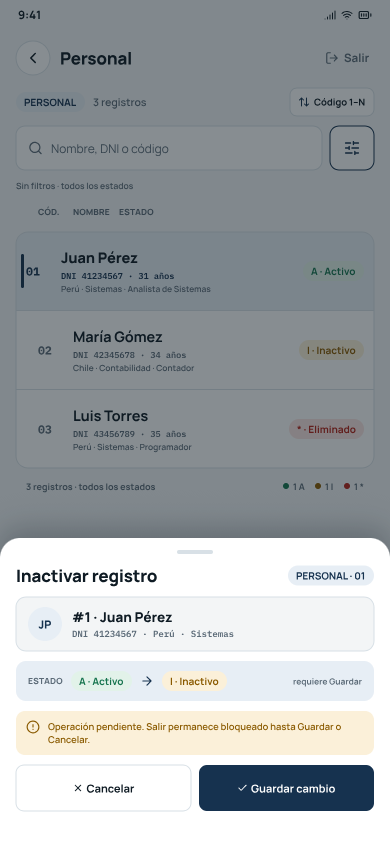 9:41
Personal
Salir
PERSONAL 3 registros
Código 1–N
Nombre, DNI o código
Sin filtros · todos los estados
CÓD. NOMBRE ESTADO
01 Juan Pérez
DNI 41234567 · 31 años
Perú · Sistemas · Analista de Sistemas
A · Activo
02 María Gómez
DNI 42345678 · 34 años
Chile · Contabilidad · Contador
I · Inactivo
03 Luis Torres
DNI 43456789 · 35 años
Perú · Sistemas · Programador
* · Eliminado
3 registros · todos los estados
1 A 1 I 1 *
Inactivar registro
PERSONAL · 01
JP
#1 · Juan Pérez
DNI 41234567 · Perú · Sistemas
ESTADO A · Activo → I · Inactivo requiere Guardar
Operación pendiente. Salir permanece bloqueado hasta Guardar o
Cancelar.
Cancelar
Guardar cambio